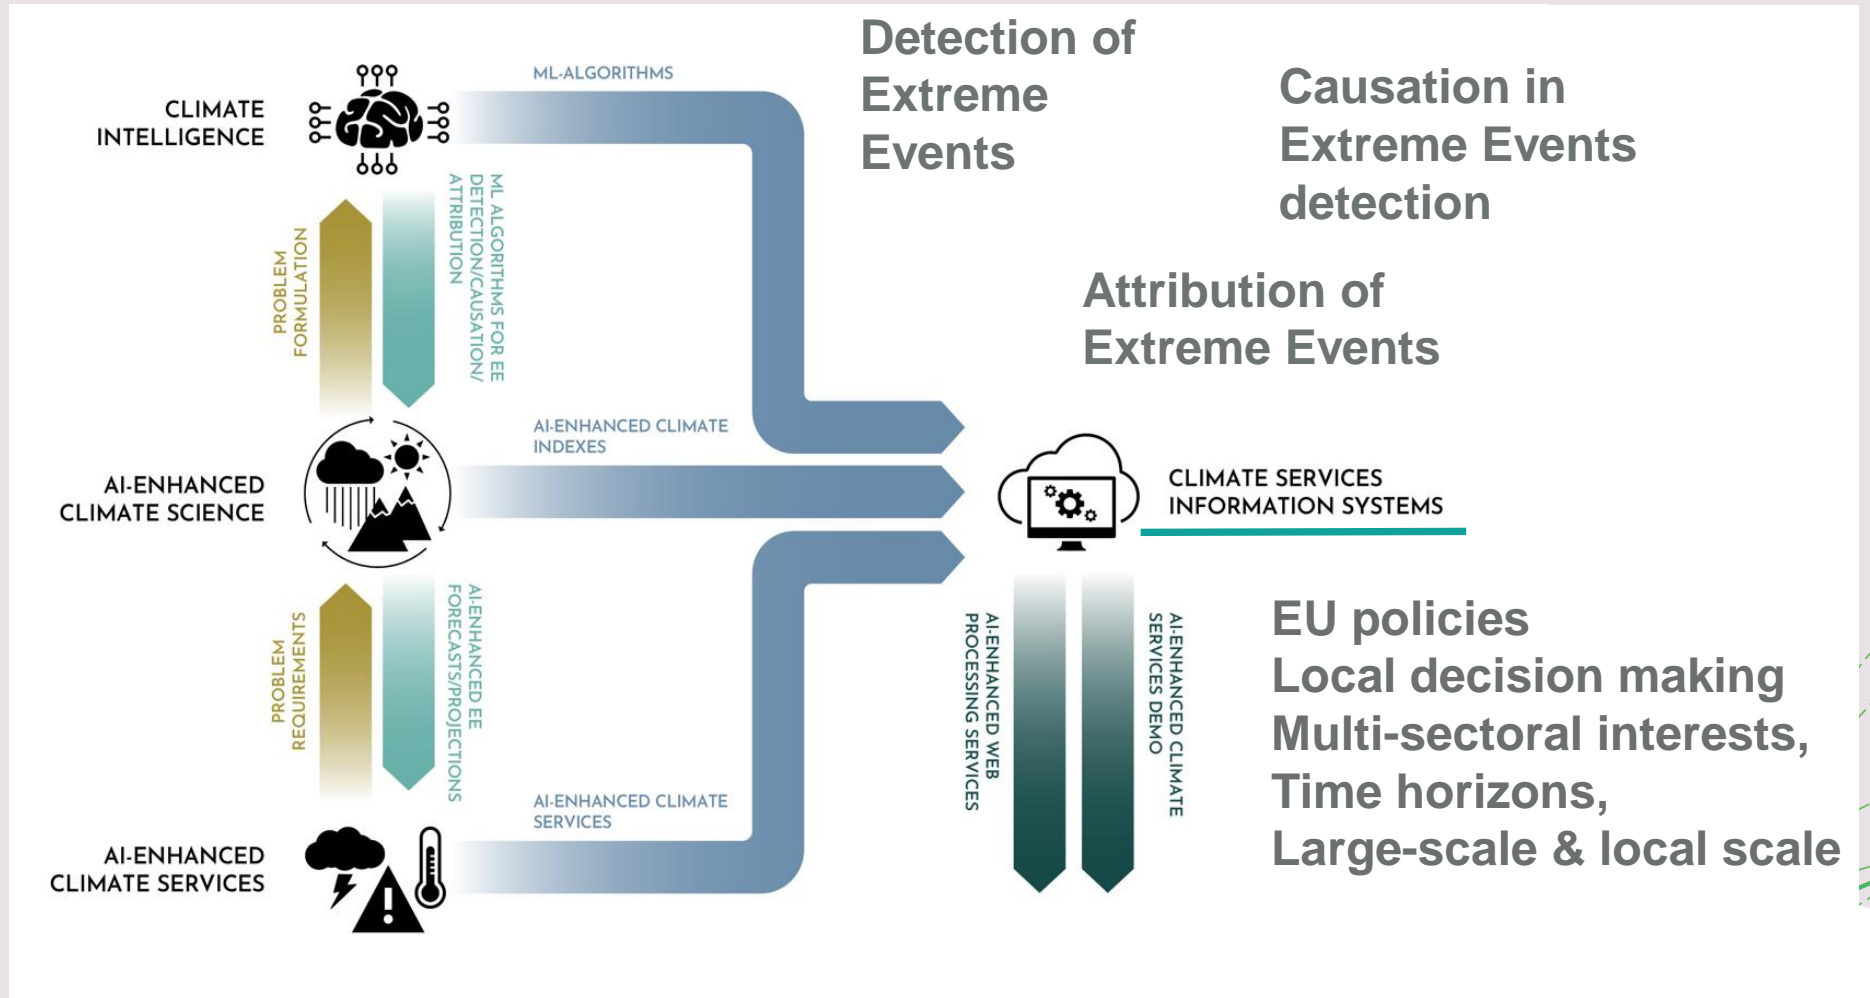 Detection of
Extreme
Events
Causation in
Extreme Events
detection
Attribution of
Extreme Events
ML-ALGORITHMS
CLIMATE
INTELLIGENCE
PROBLEM
FORMULATION
ML ALGORITHMS FOR EE
DETECTION/CAUSATION/
ATTRIBUTION
AI-ENHANCED CLIMATE
INDEXES
AI-ENHANCED
CLIMATE SCIENCE
CLIMATE SERVICES
INFORMATION SYSTEMS
PROBLEM
REQUIREMENTS
AI-ENHANCED EE
FORECASTS/PROJECTIONS
AI-ENHANCED CLIMATE
SERVICES
AI-ENHANCED
CLIMATE SERVICES
AI-ENHANCED WEB
PROCESSING SERVICES
AI-ENHANCED CLIMATE
SERVICES DEMO
EU policies
Local decision making
Multi-sectoral interests,
Time horizons,
Large-scale & local scale